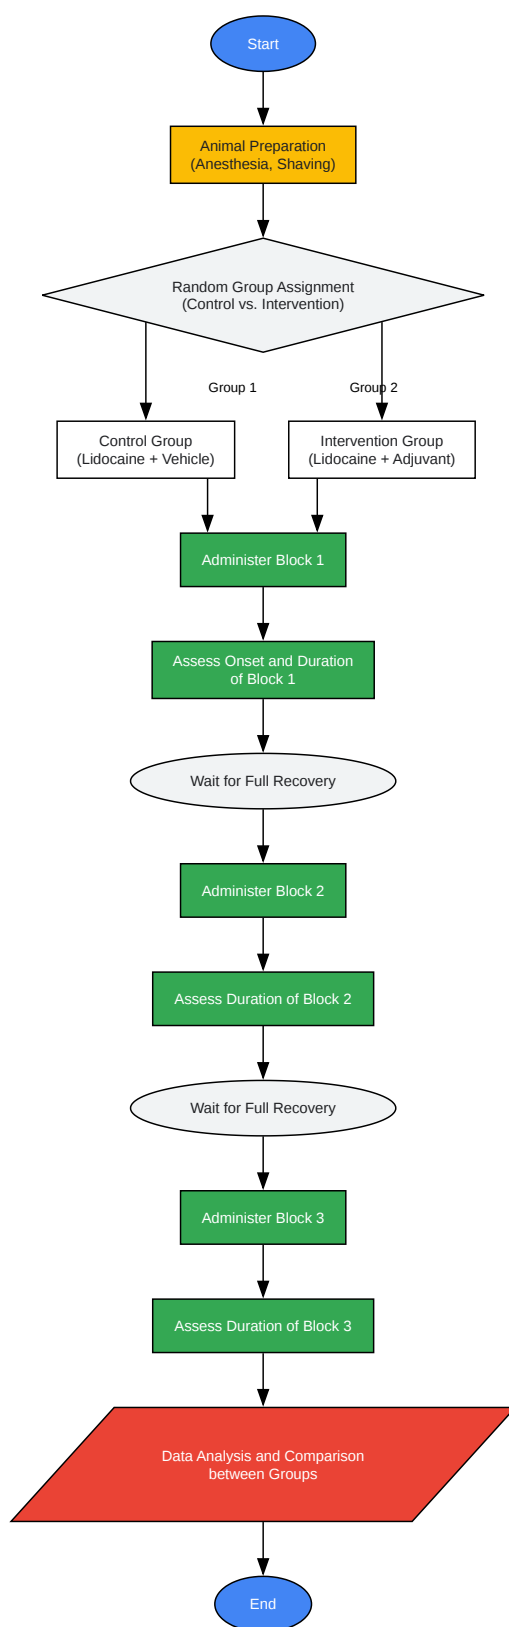 Start
Animal Preparation
(Anesthesia, Shaving)
Random Group Assignment
(Control vs. Intervention)
Group 1
Group 2
Control Group
(Lidocaine + Vehicle)
Intervention Group
(Lidocaine + Adjuvant)
Administer Block 1
Assess Onset and Duration
of Block 1
Wait for Full Recovery
Administer Block 2
Assess Duration of Block 2
Wait for Full Recovery
Administer Block 3
Assess Duration of Block 3
Data Analysis and Comparison
between Groups
End